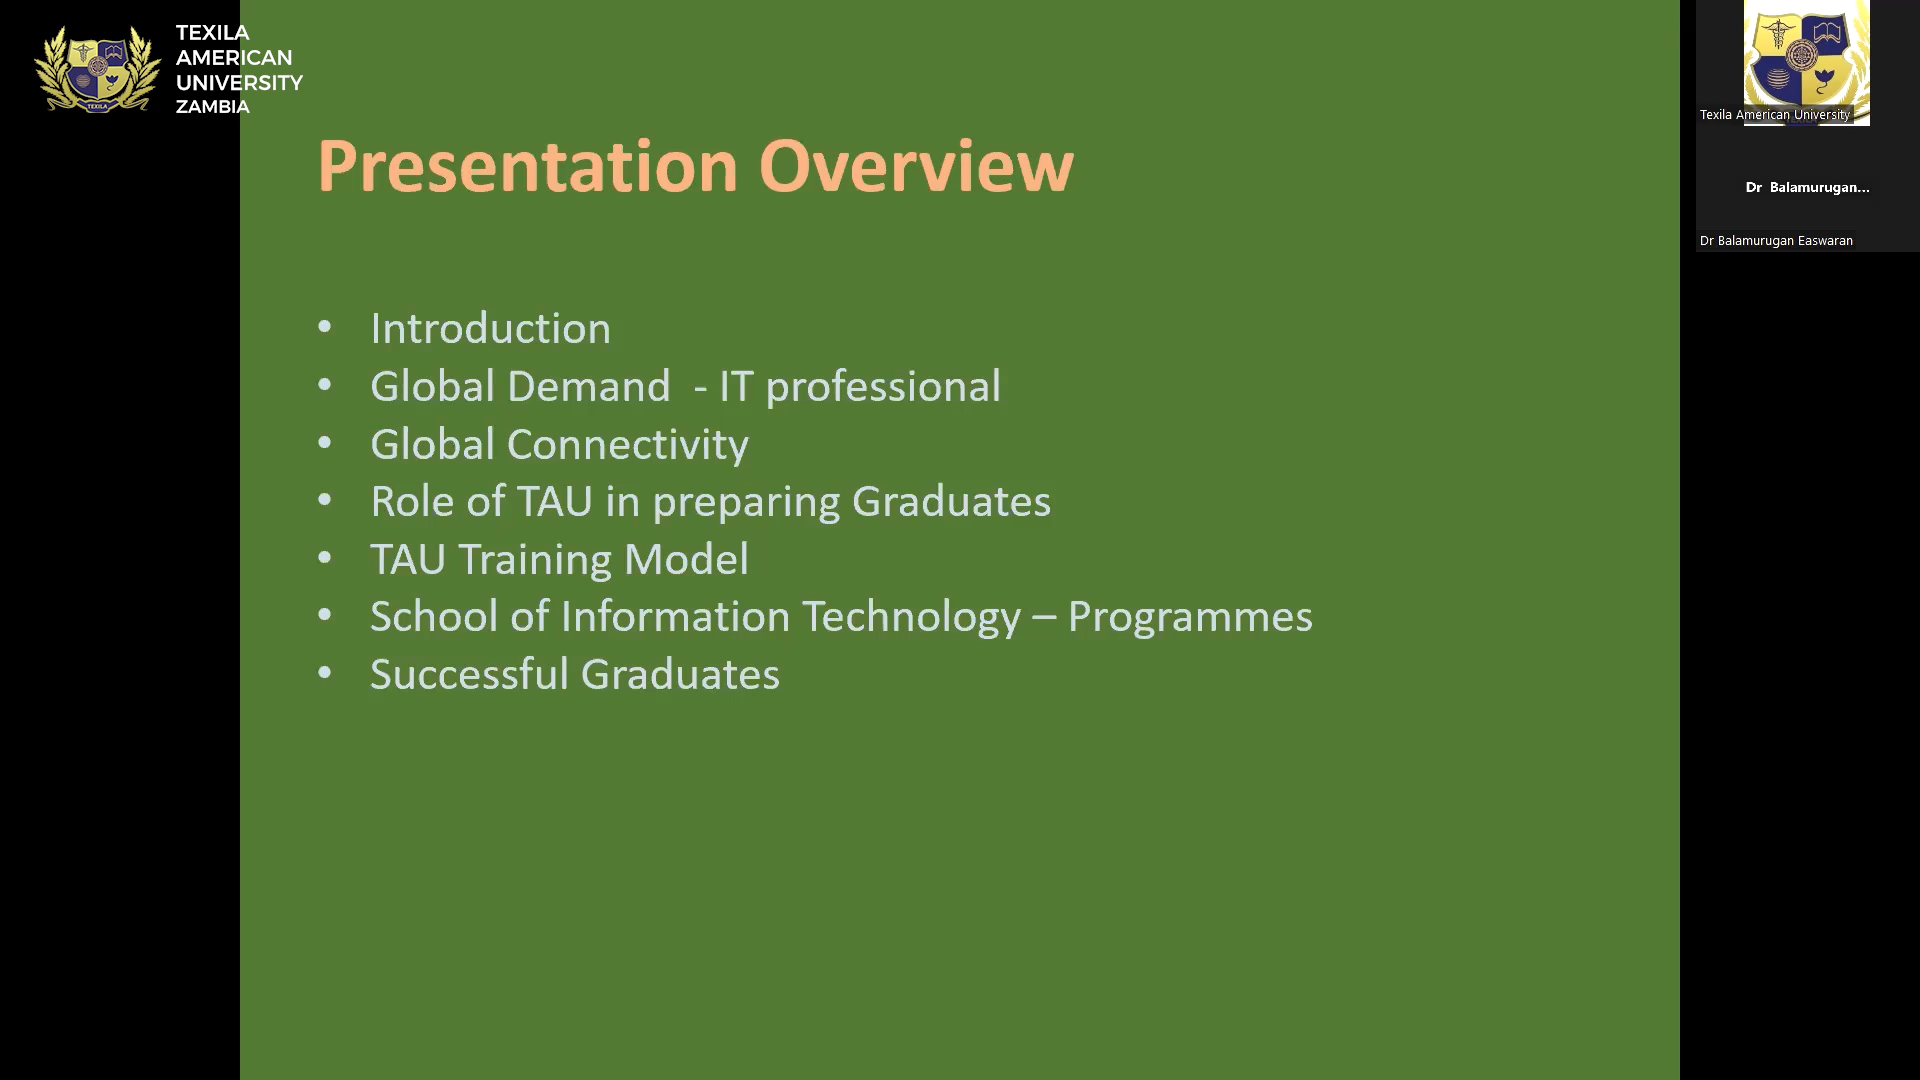 TEXILA
AMERICAN
UNIVERSITY
ZAMBIA
TEXILA
Presentation Overview
• Introduction
• Global Demand - IT professional
• Global Connectivity
• Role of TAU in preparing Graduates
• TAU Training Model
• School of Information Technology – Programmes
• Successful Graduates
Texila American University
Dr Balamurugan...
Dr Balamurugan Easwaran